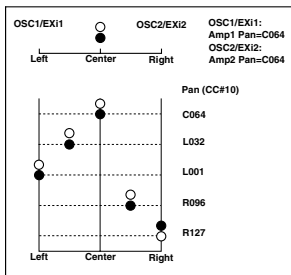 OSC1/EXi1 OSC2/EXi2
OSC1/EXi1:
Amp1 Pan=C064
OSC2/EXi2:
Amp2 Pan=C064
Left Center Right
Pan (CC#10)
C064
L032
L001
R096
R127
Left Center Right